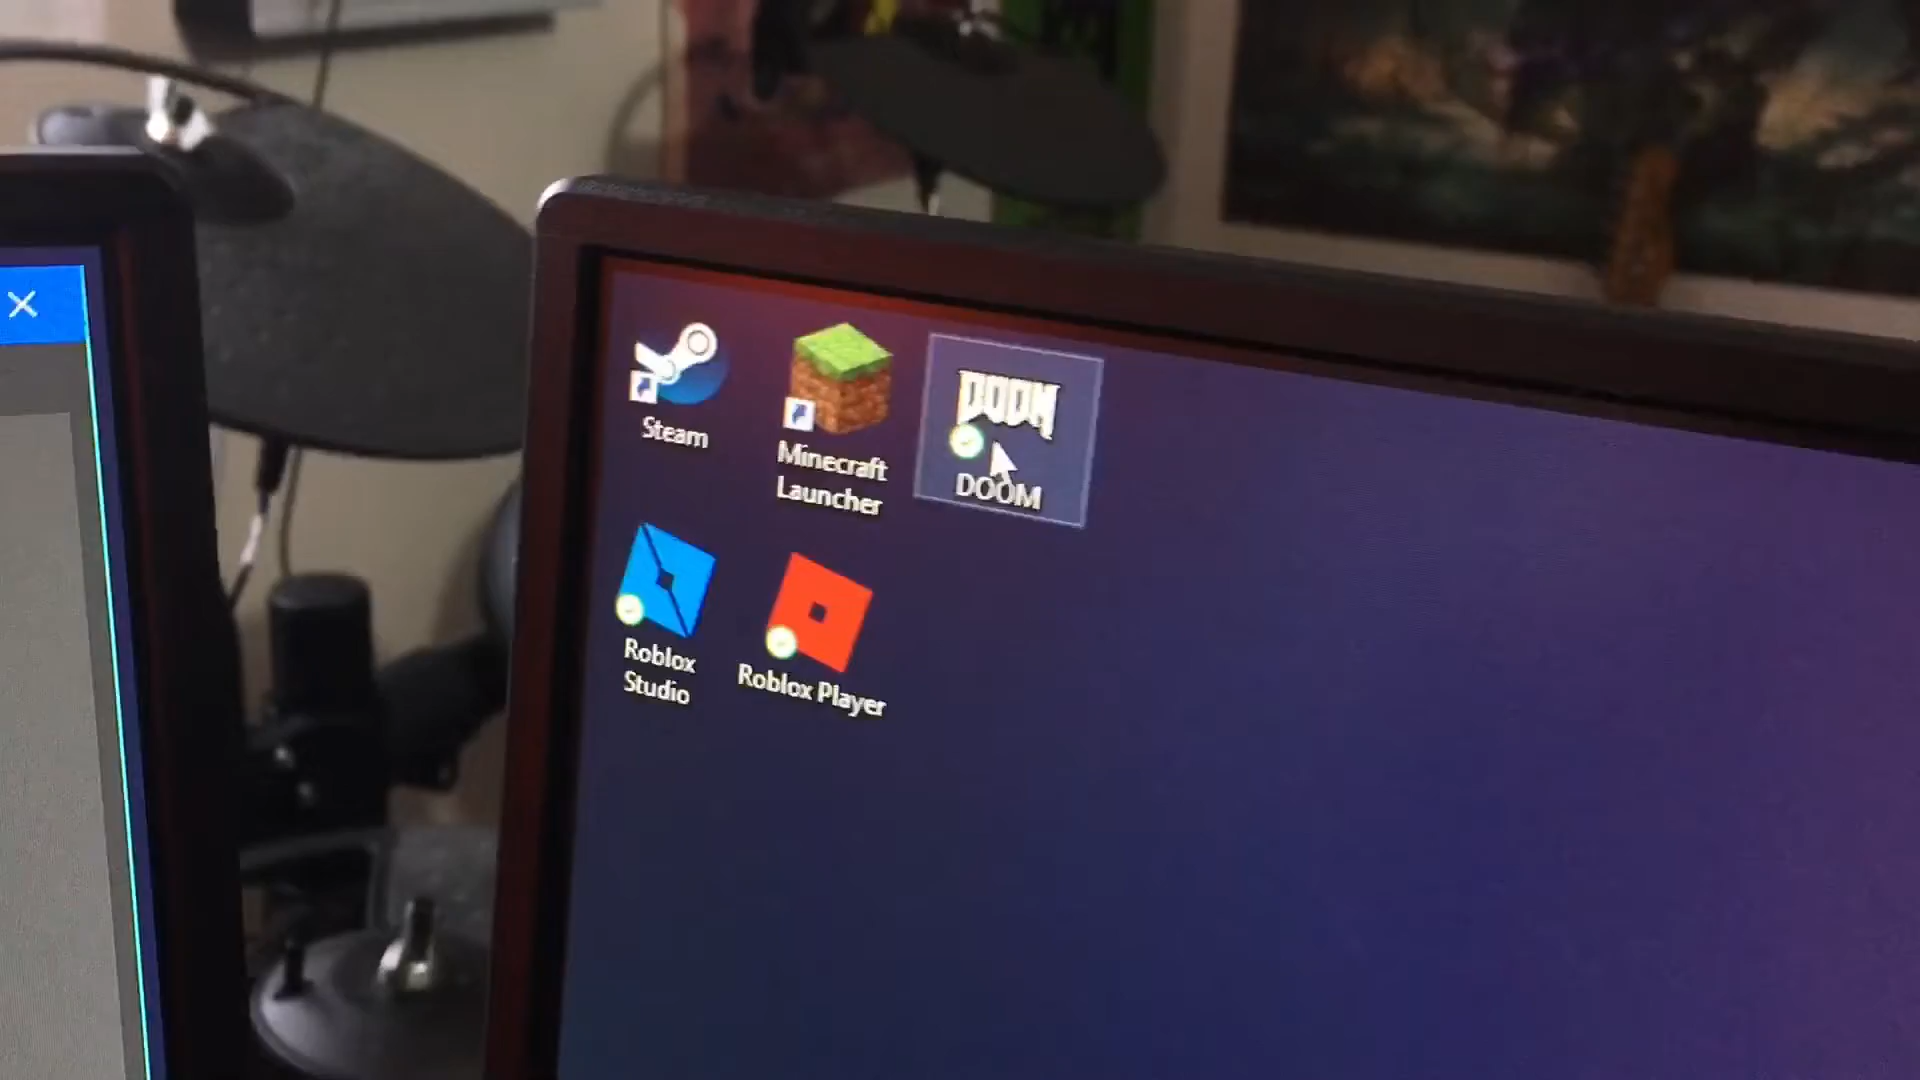 Steam
Minecraft
Launcher
DOOM
DOOM
Roblox
Studio
Roblox Player